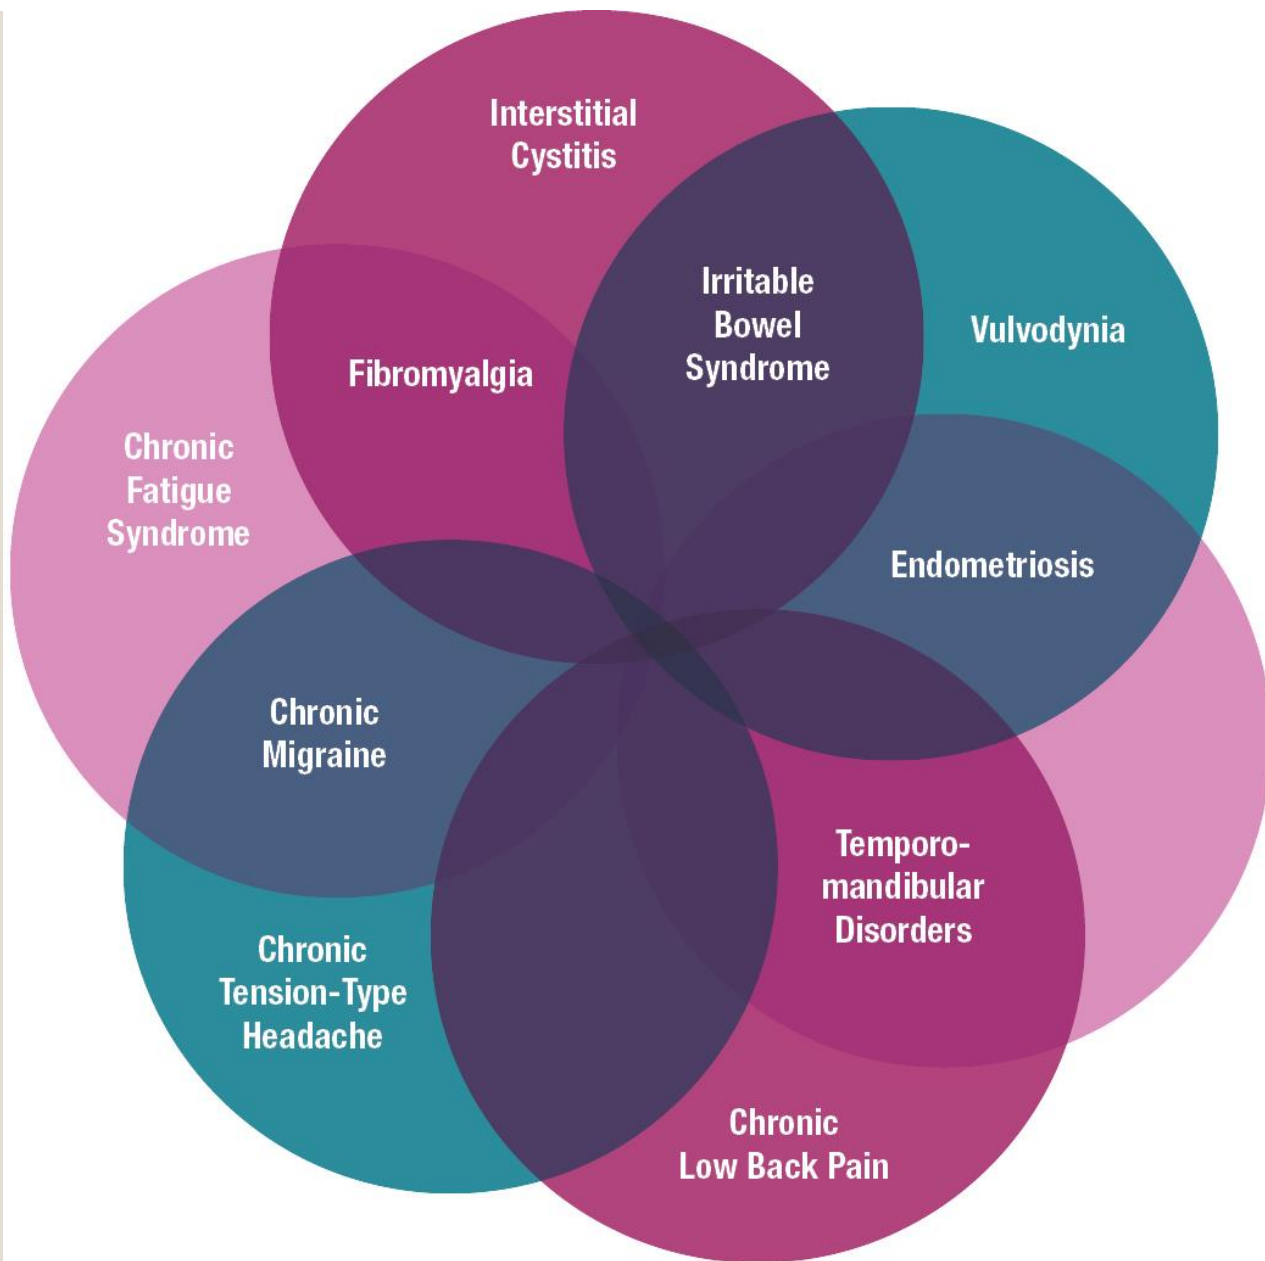 Interstitial
Cystitis
Irritable
Bowel
Syndrome
Vulvodynia
Fibromyalgia
Chronic
Fatigue
Syndrome
Endometriosis
Chronic
Migraine
Temporo-
mandibular
Disorders
Chronic
Tension-Type
Headache
Chronic
Low Back Pain